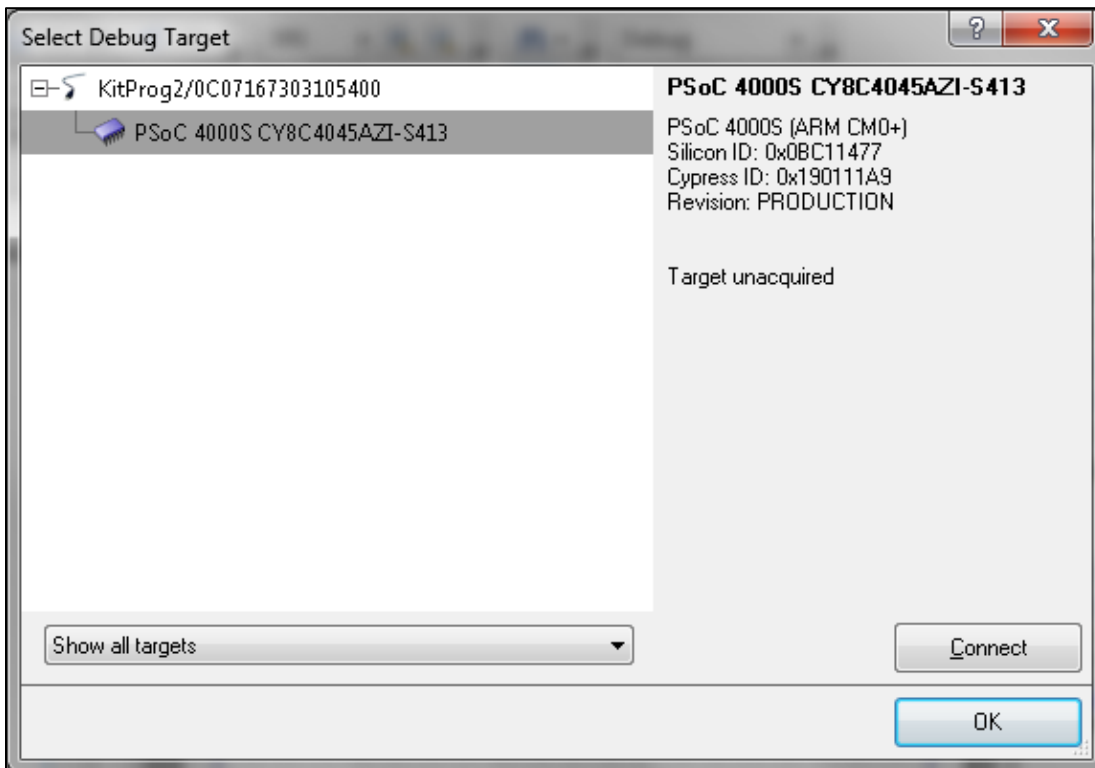 Select Debug Target
KitProg2/0C07167303105400
PSoC 4000S CY8C4045AZI-S413
PSoC 4000S CY8C4045AZI-S413
PSoC 4000S (ARM CM0+)
Silicon ID: 0x0BC11477
Cypress ID: 0x190111A9
Revision: PRODUCTION
Target unacquired
Show all targets
Connect
OK